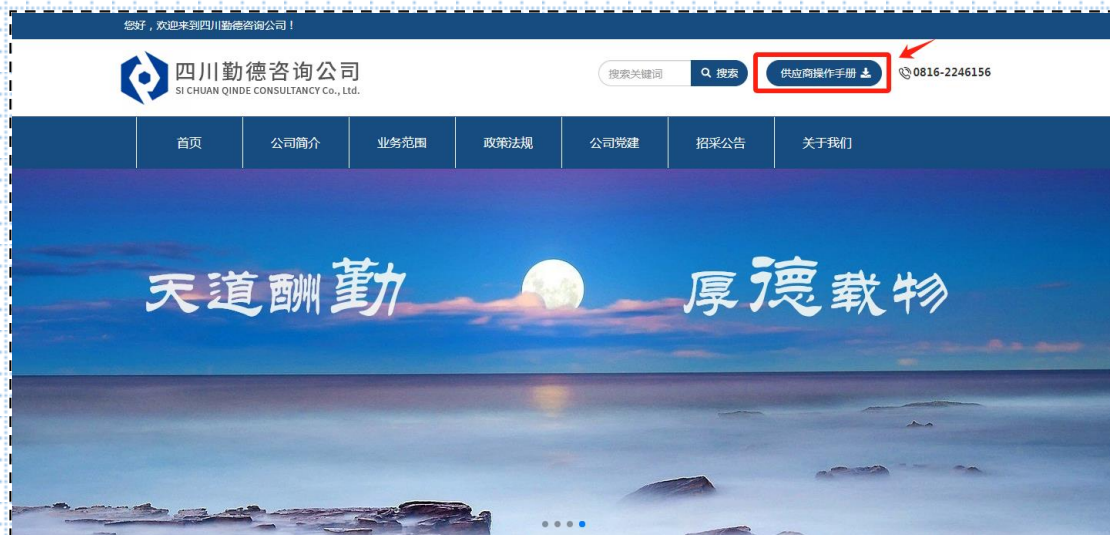 您好，欢迎来到四川勤德咨询公司！
四川勤德咨询公司
SI CHUAN QINDE CONSULTANCY Co., Ltd.
搜索关键词
搜索
供应商操作手册
0816-2246156
首页 公司简介 业务范围 政策法规 公司党建 招采公告 关于我们
天道酬勤 厚德载物